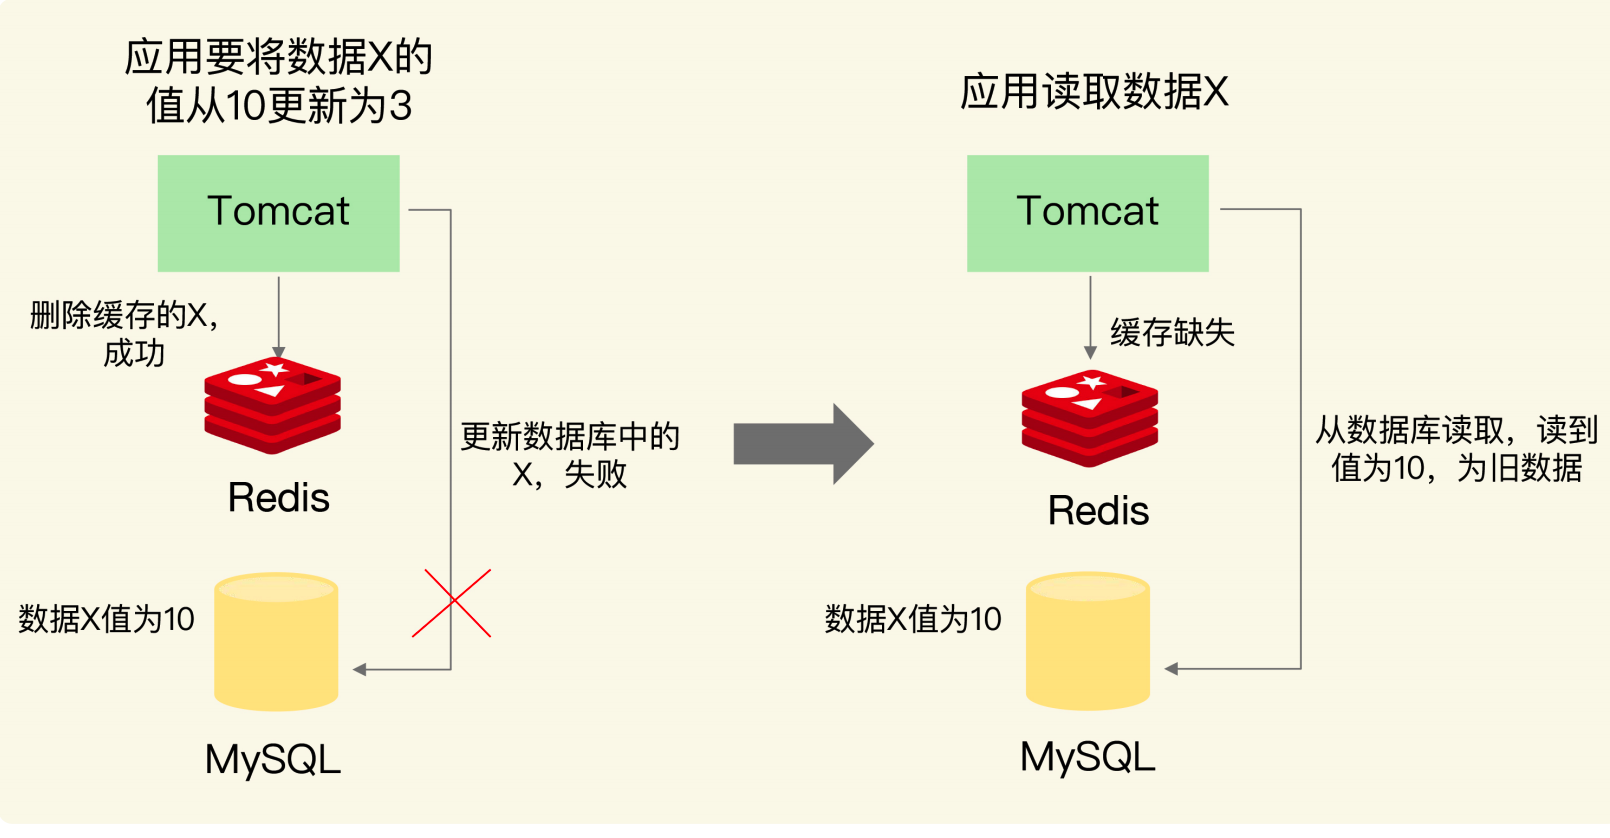 应用要将数据X的
值从10更新为3
Tomcat
删除缓存的X，
成功
Redis
更新数据库中的
X，失败
数据X值为10
MySQL
应用读取数据X
Tomcat
缓存缺失
Redis
从数据库读取，读到
值为10，为旧数据
数据X值为10
MySQL